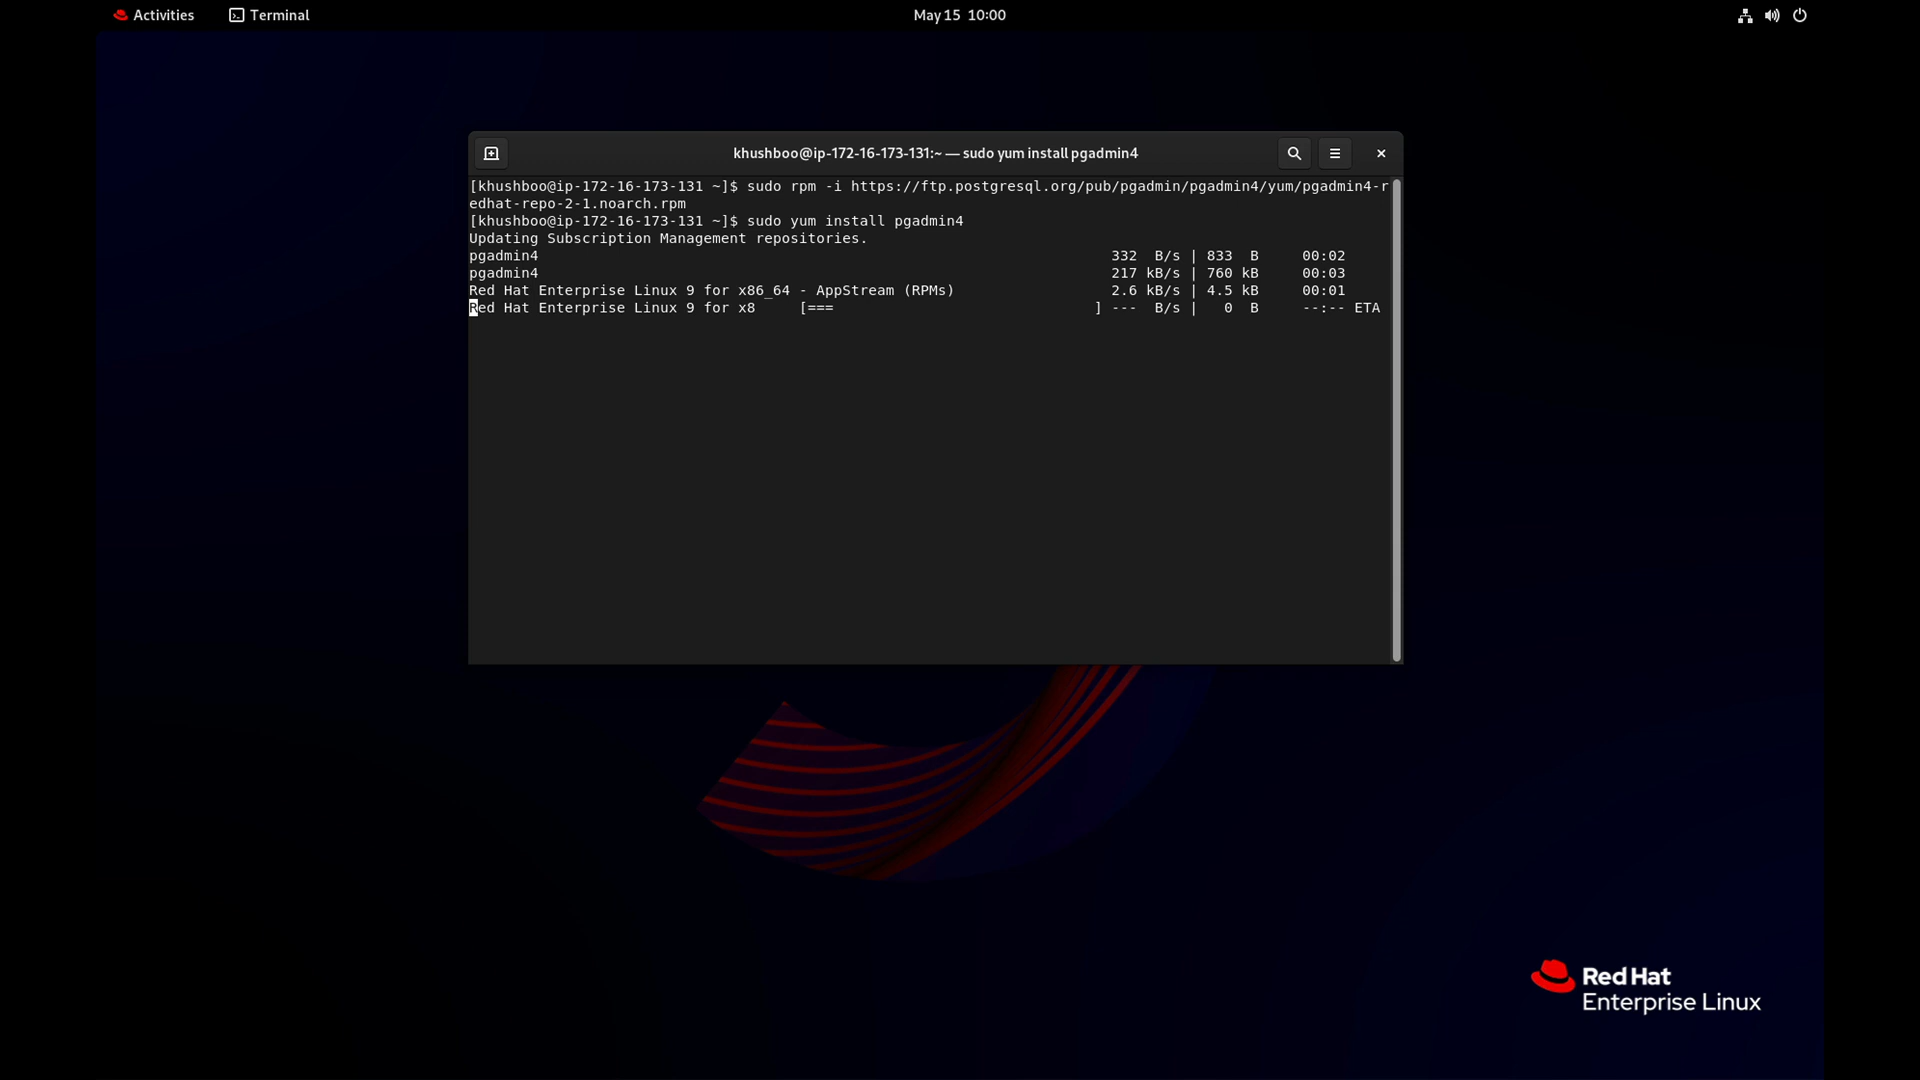 Activities Terminal May 15 10:00
khushboo@ip-172-16-173-131:~ — sudo yum install pgadmin4
[khushboo@ip-172-16-173-131 ~]$ sudo rpm -i https://ftp.postgresql.org/pub/pgadmin/pgadmin4/yum/pgadmin4-r
edhat-repo-2-1.noarch.rpm
[khushboo@ip-172-16-173-131 ~]$ sudo yum install pgadmin4
Updating Subscription Management repositories.
pgadmin4 332 B/s | 833 B 00:02
pgadmin4 217 kB/s | 760 kB 00:03
Red Hat Enterprise Linux 9 for x86_64 - AppStream (RPMs) 2.6 kB/s | 4.5 kB 00:01
Red Hat Enterprise Linux 9 for x8 [=== ] --- B/s | 0 B --:-- ETA
Red Hat
Enterprise Linux